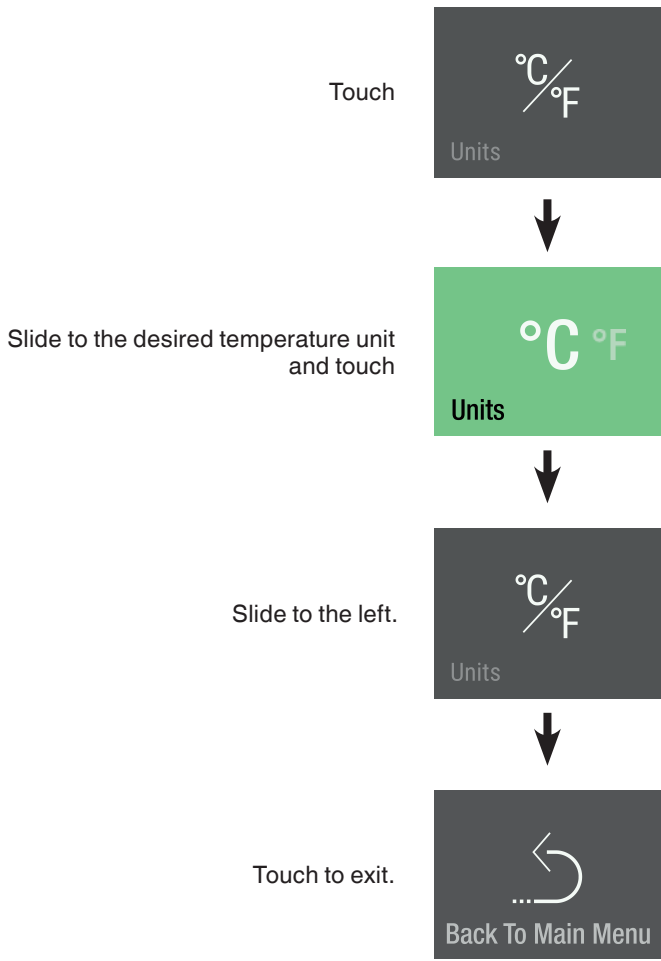 Touch
°C/°F
Units
Slide to the desired temperature unit
and touch
°C °F
Units
Slide to the left.
°C/°F
Units
Touch to exit.
Back To Main Menu